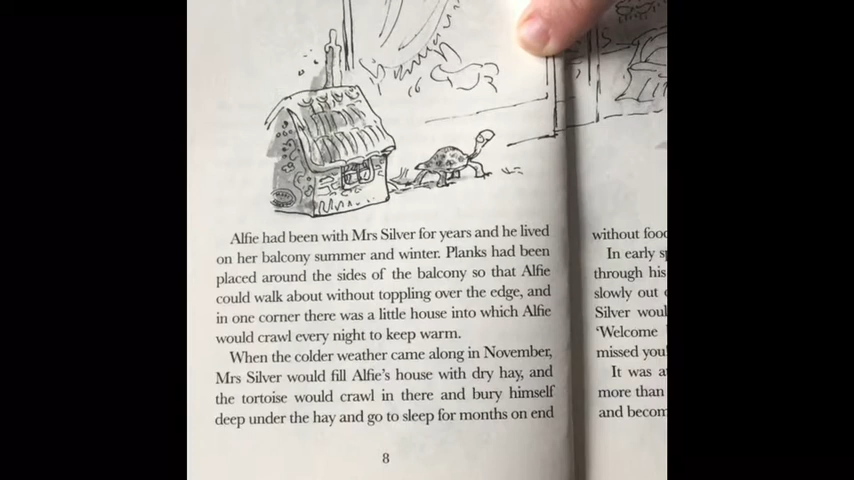 Alfie had been with Mrs Silver for years and he lived
on her balcony summer and winter. Planks had been
placed around the sides of the balcony so that Alfie
could walk about without toppling over the edge, and
in one corner there was a little house into which Alfie
would crawl every night to keep warm.
When the colder weather came along in November,
Mrs Silver would fill Alfie's house with dry hay, and
the tortoise would crawl in there and bury himself
deep under the hay and go to sleep for months on end
8
without
In early
through his
slowly out
Silver
'Welcome
missed you
It was
more than
and